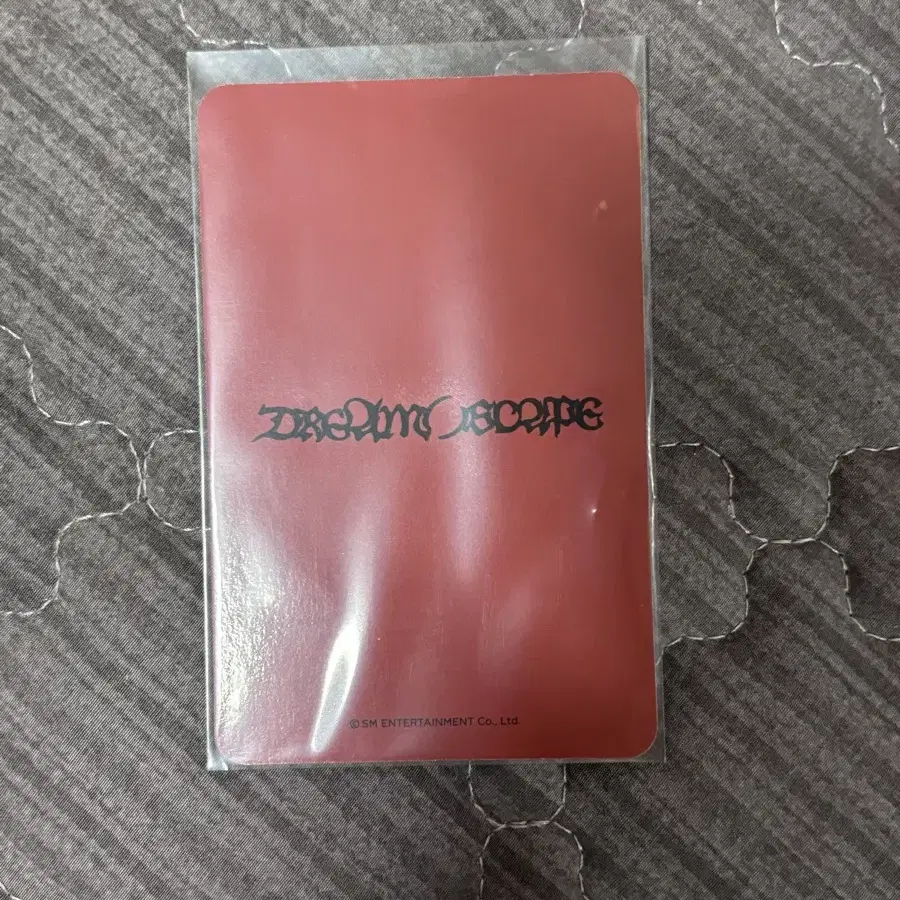 DREAM( )SCAPE
© SM ENTERTAINMENT Co., Ltd.